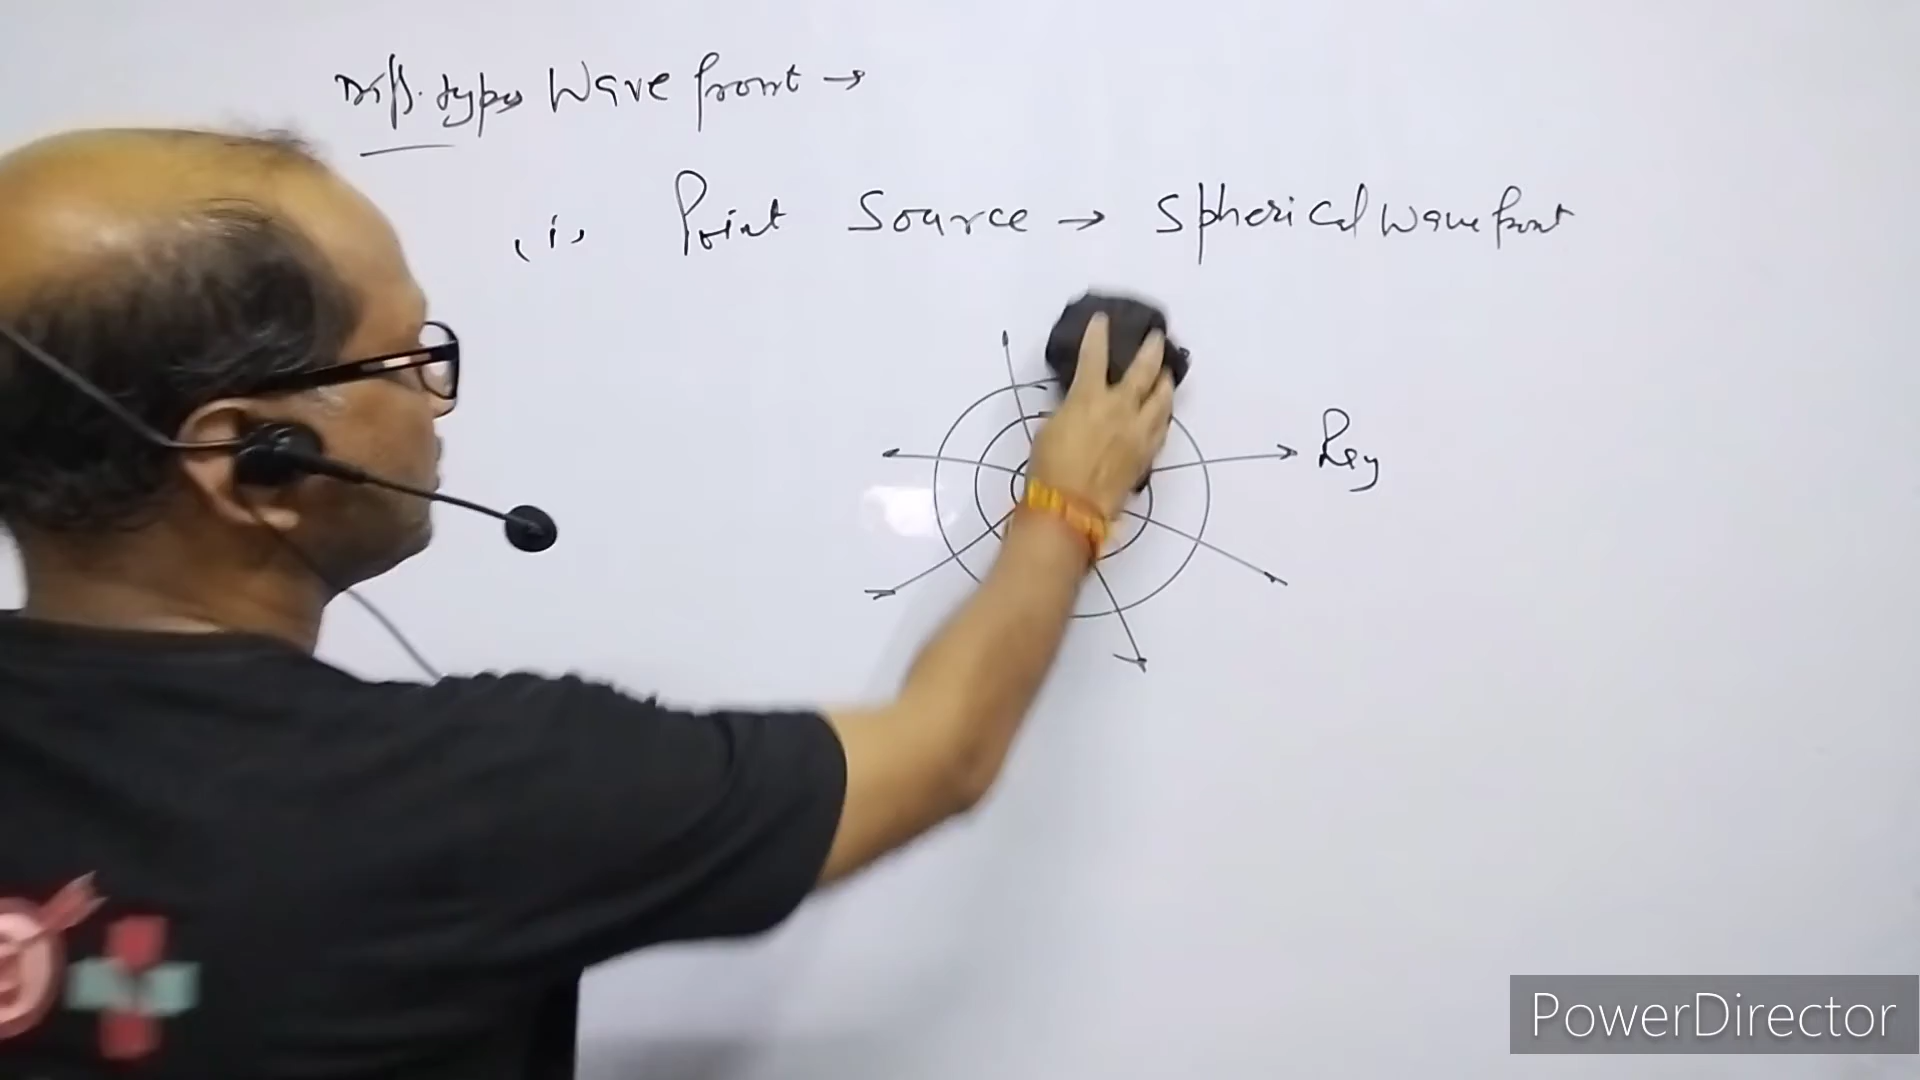 Diff. types Wave front →
(i) Point Source → Spherical wave front
Ray
PowerDirector